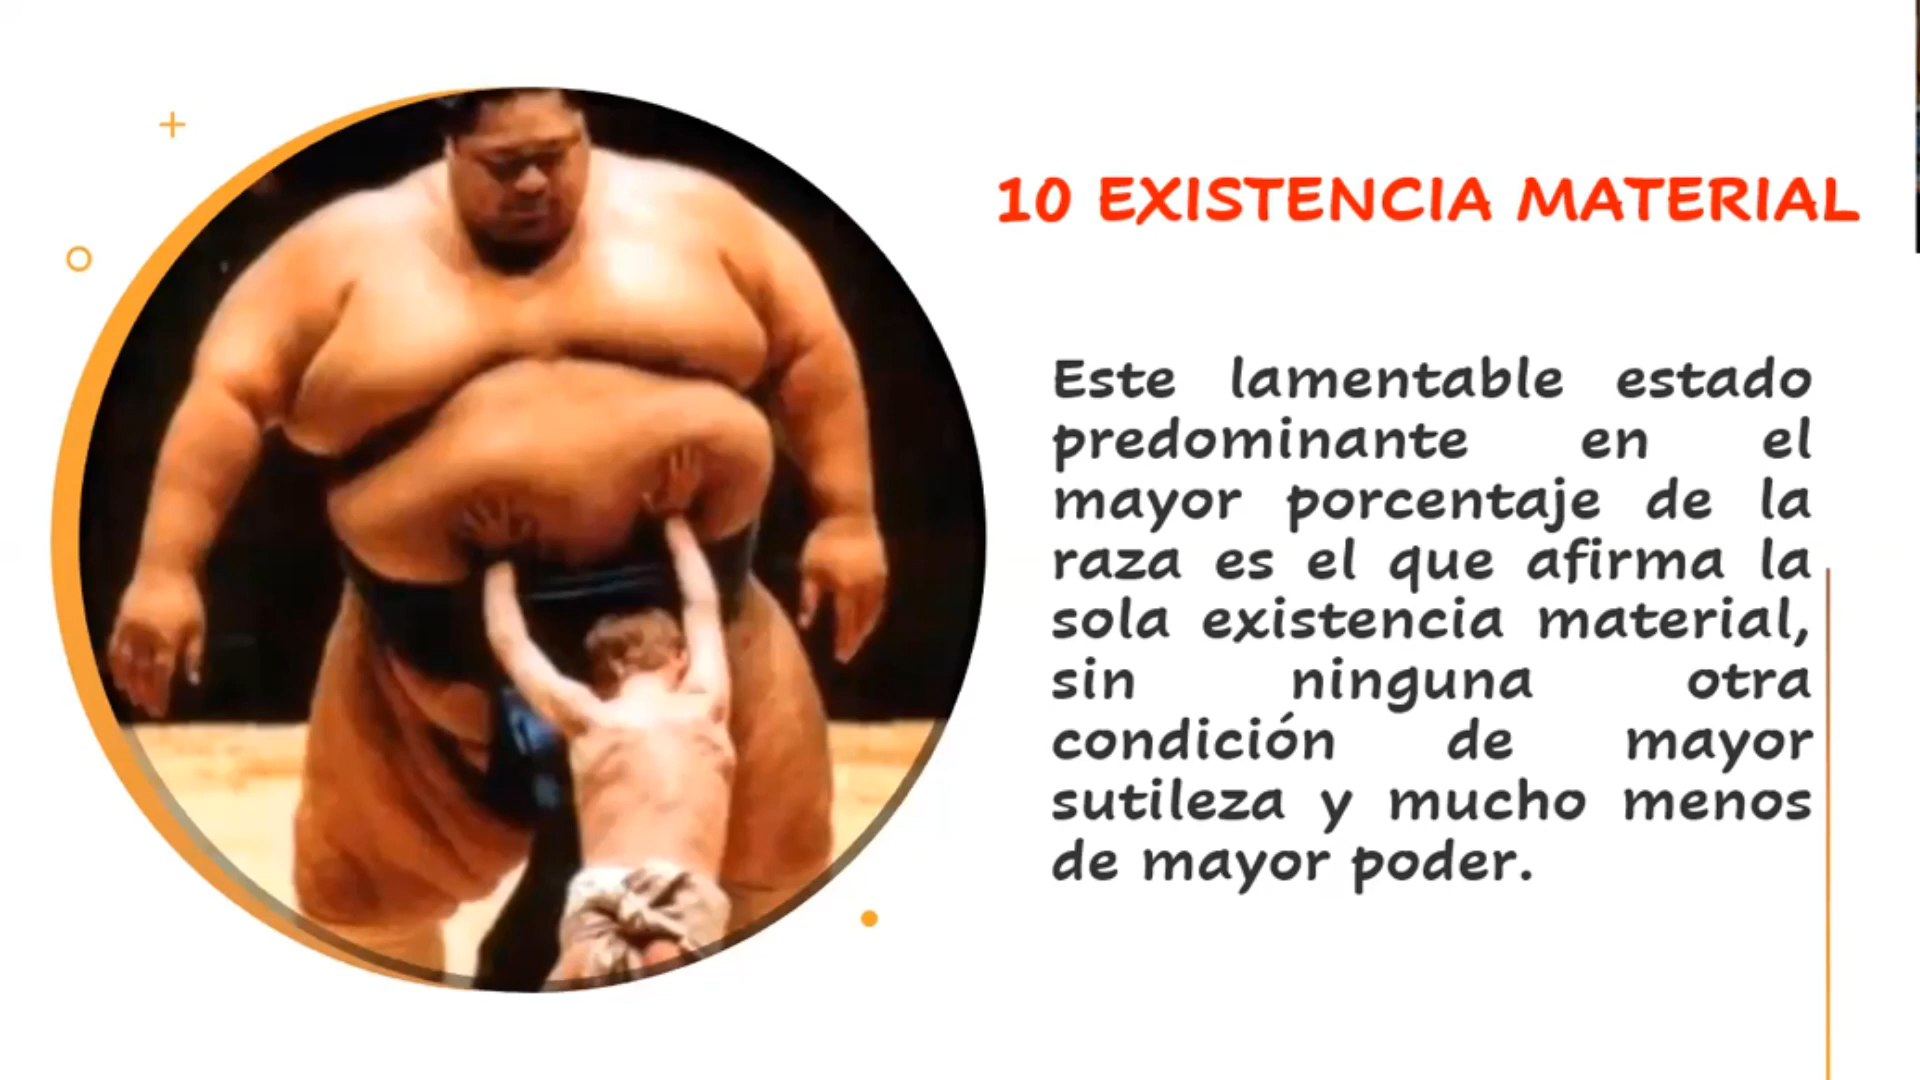 10 EXISTENCIA MATERIAL
Este lamentable estado
predominante en el
mayor porcentaje de la
raza es el que afirma la
sola existencia material,
sin ninguna otra
condición de mayor
sutileza y mucho menos
de mayor poder.